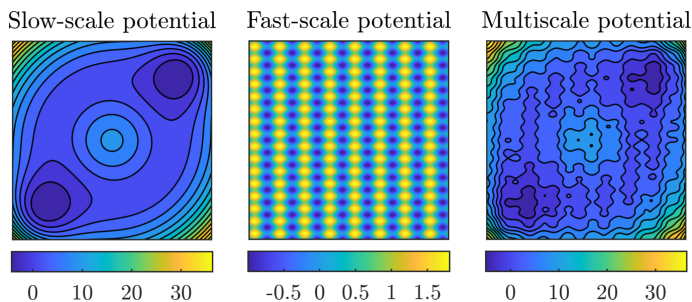 Slow-scale potential
Fast-scale potential
Multiscale potential
0 10 20 30
-0.5 0 0.5 1 1.5
0 10 20 30